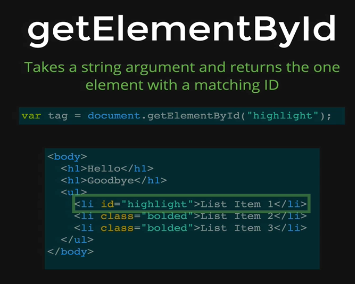 getElementById
Takes a string argument and returns the one
element with a matching ID
var tag = document.getElementById("highlight");
<body>
<h1>Hello</h1>
<h1>Goodbye</h1>
<ul>
<li id="highlight">List Item 1</li>
<li class="bolded">List Item 2</li>
<li class="bolded">List Item 3</li>
</ul>
</body>